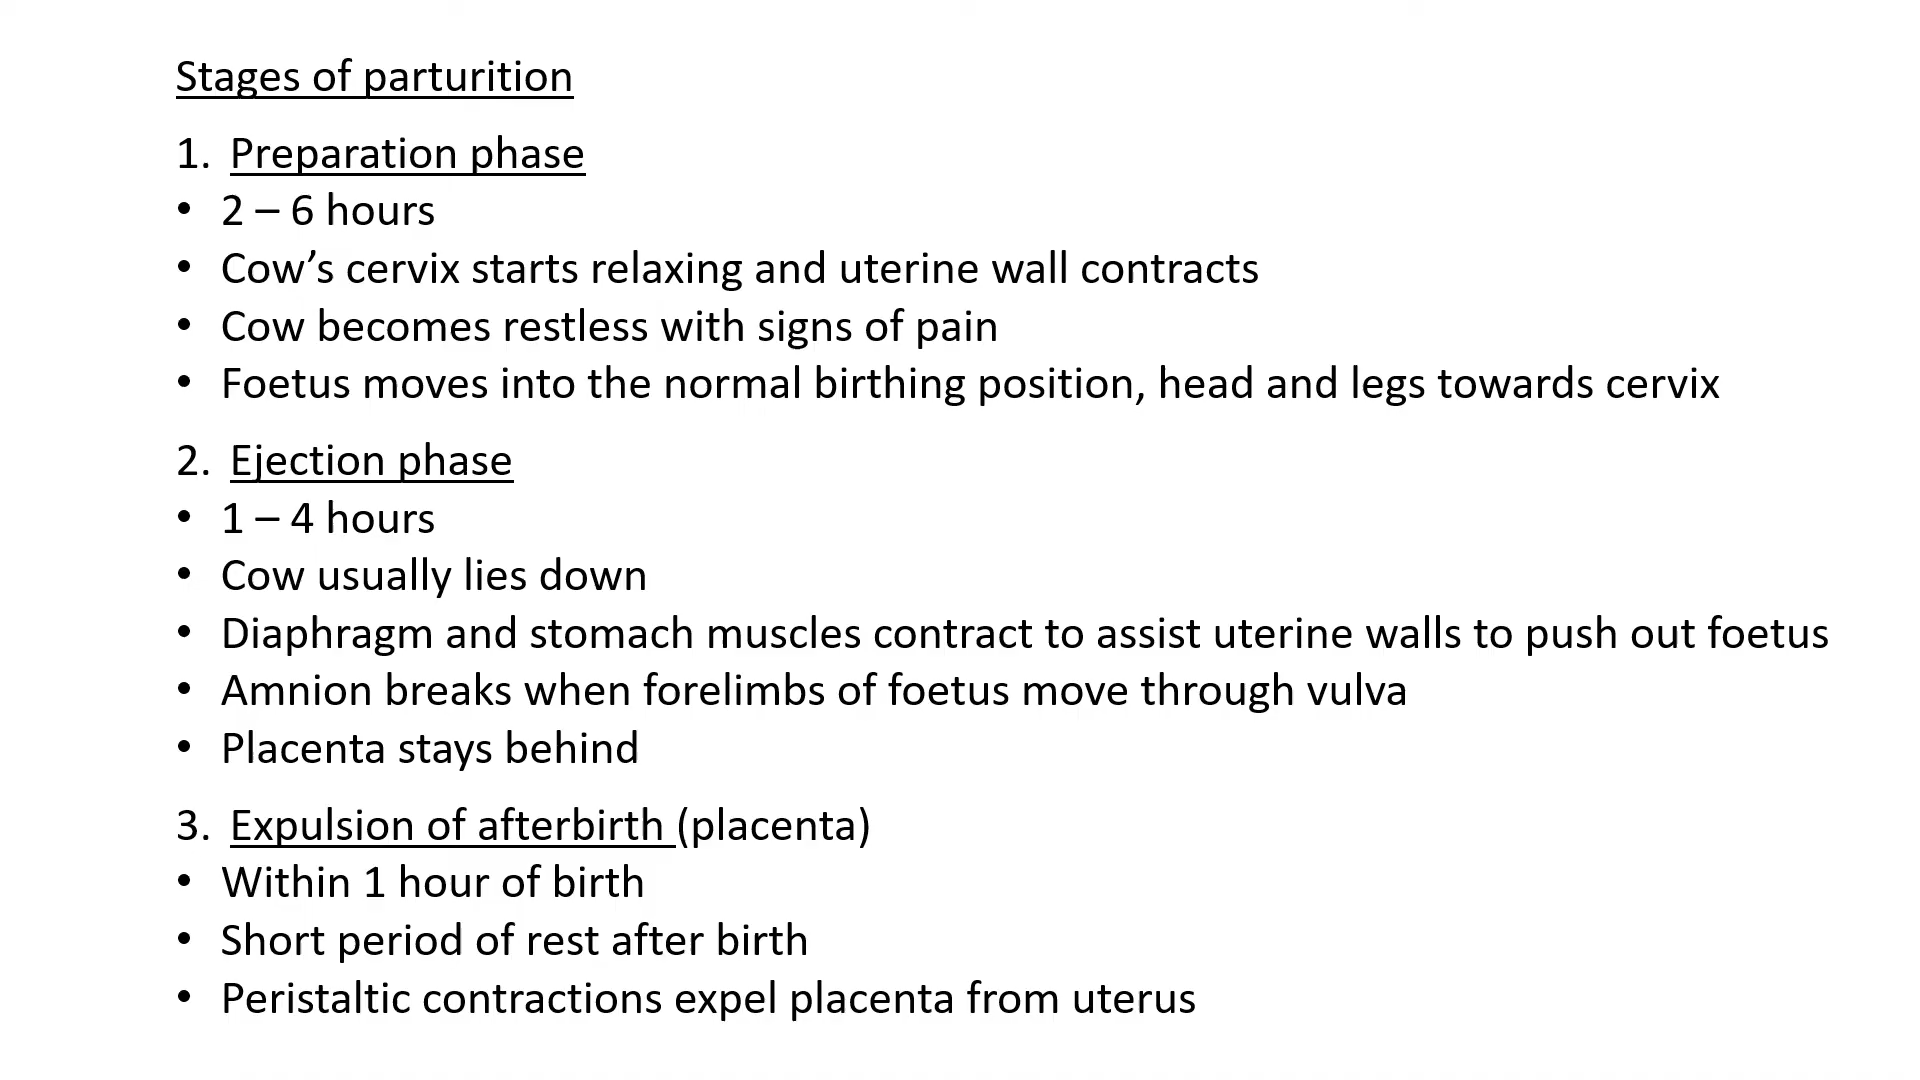 Stages of parturition
1. Preparation phase
• 2 – 6 hours
• Cow’s cervix starts relaxing and uterine wall contracts
• Cow becomes restless with signs of pain
• Foetus moves into the normal birthing position, head and legs towards cervix
2. Ejection phase
• 1 – 4 hours
• Cow usually lies down
• Diaphragm and stomach muscles contract to assist uterine walls to push out foetus
• Amnion breaks when forelimbs of foetus move through vulva
• Placenta stays behind
3. Expulsion of afterbirth (placenta)
• Within 1 hour of birth
• Short period of rest after birth
• Peristaltic contractions expel placenta from uterus